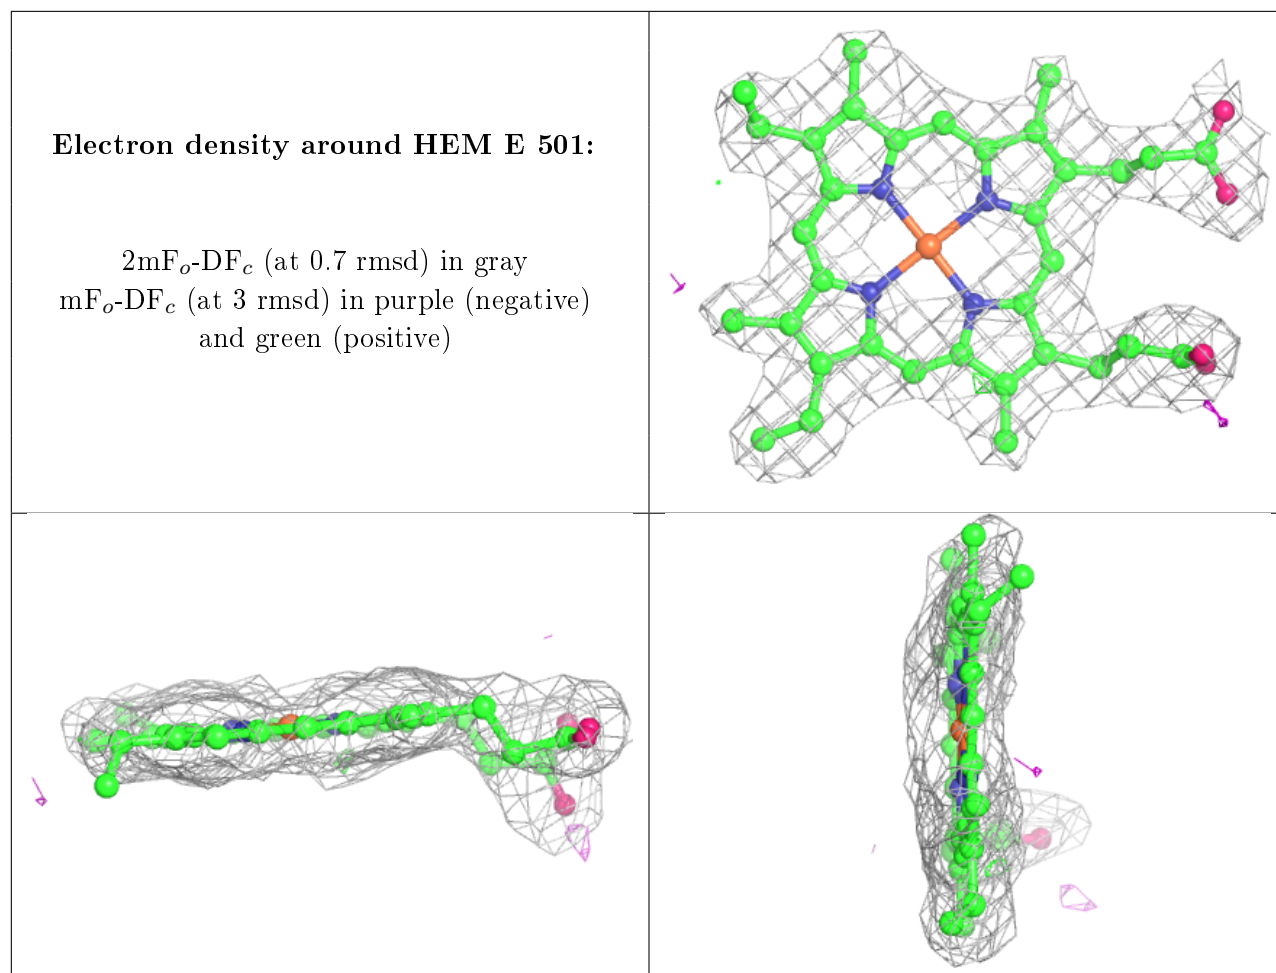 Electron density around HEM E 501:
2mFo-DFc (at 0.7 rmsd) in gray
mFo-DFc (at 3 rmsd) in purple (negative)
and green (positive)